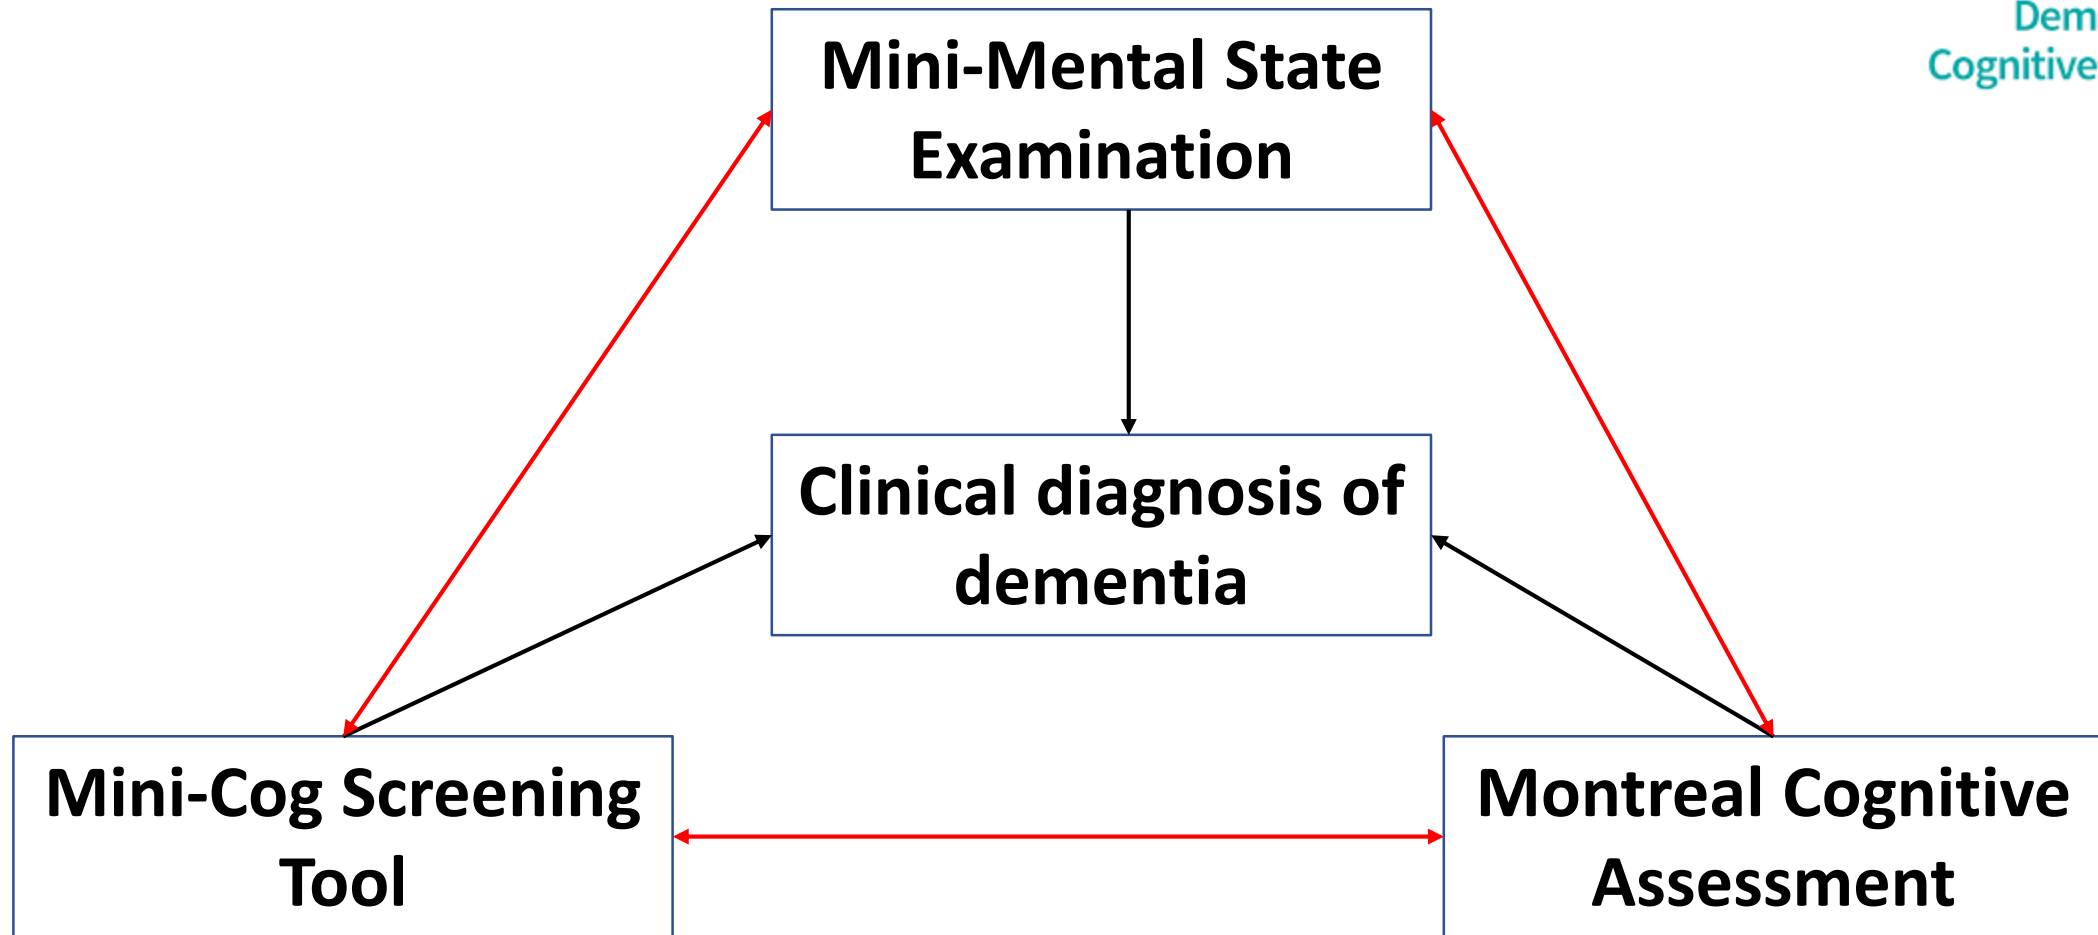 Dem
Cognitive
Mini-Mental State
Examination
Clinical diagnosis of
dementia
Mini-Cog Screening
Tool
Montreal Cognitive
Assessment